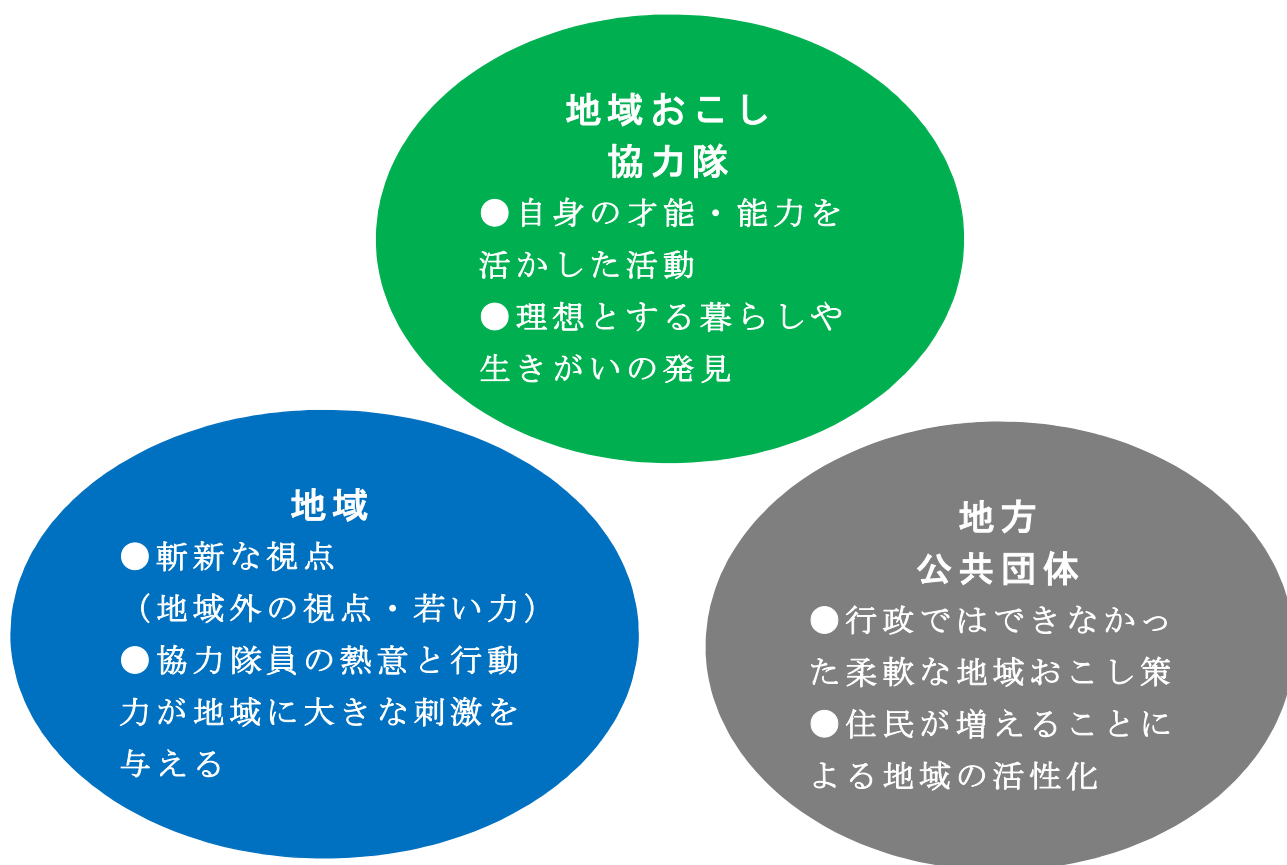 地域おこし
協力隊
●自身の才能・能力を
活かした活動
●理想とする暮らしや
生きがいの発見
地域
●斬新な視点
（地域外の視点・若い力）
●協力隊員の熱意と行動
力が地域に大きな刺激を
与える
地方
公共団体
●行政ではできなかっ
た柔軟な地域おこし策
●住民が増えることに
よる地域の活性化